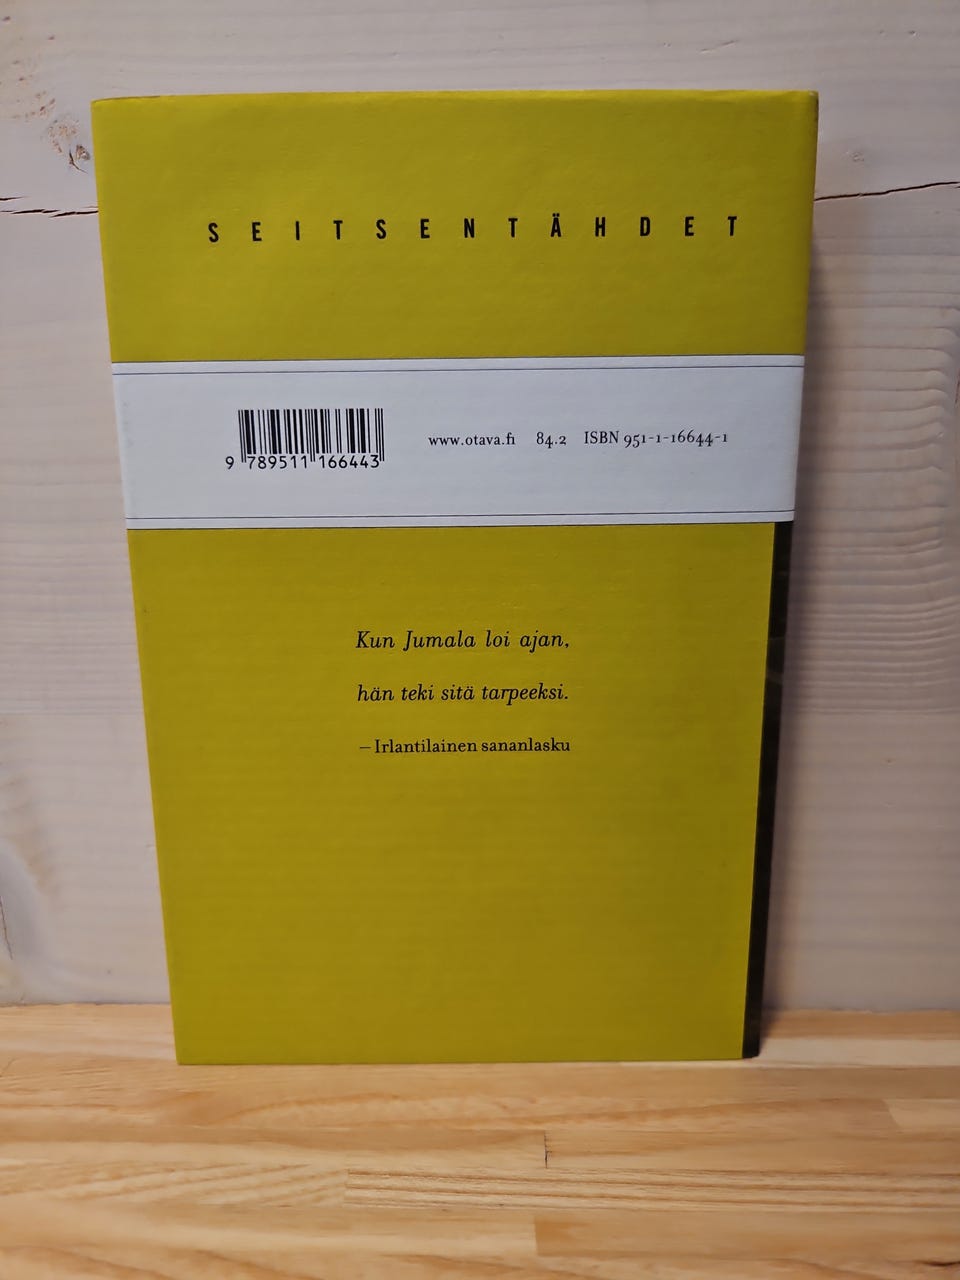 SEITSENTÄHDET
www.otava.fi 84.2 ISBN 951-1-16644-1
9 789511 166443
Kun Jumala loi ajan,
hän teki sitä tarpeeksi.
– Irlantilainen sananlasku